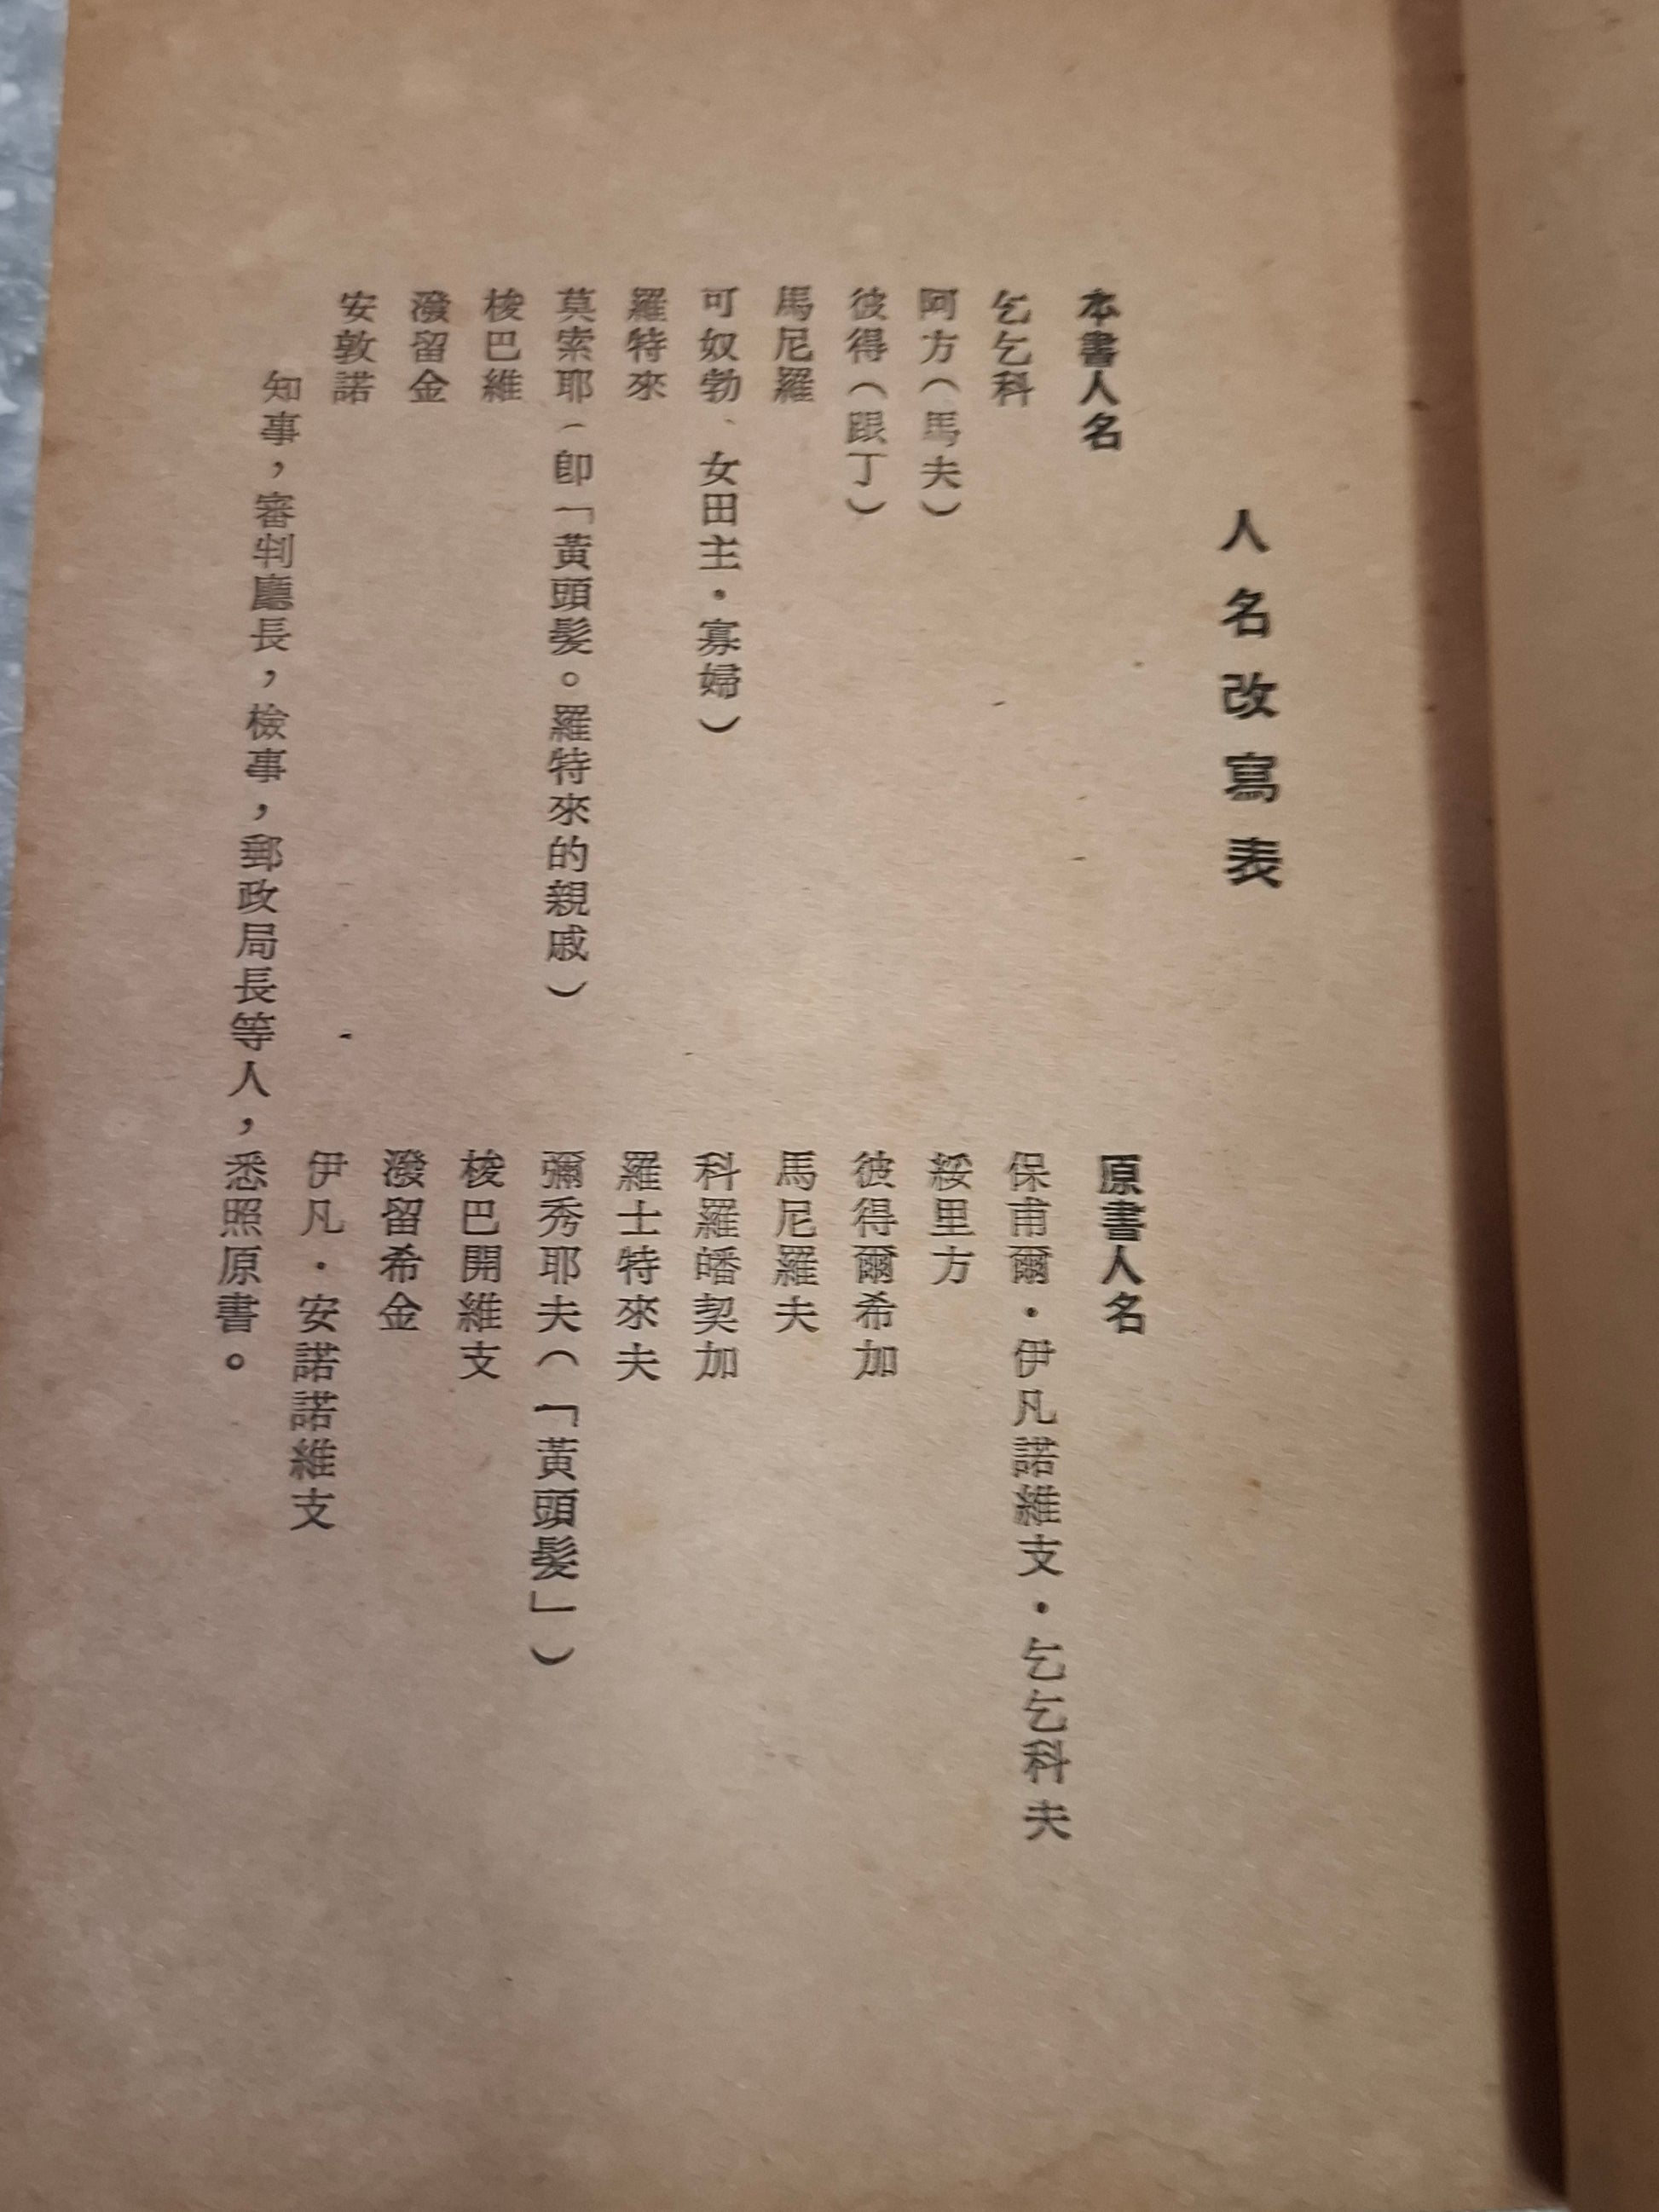 人名改寫表
本書人名　原書人名
乞乞科　保甫爾・伊凡諾維支・乞乞科夫
阿方（馬夫）　綏里方
彼得（跟丁）　彼得爾希加
馬尼羅　馬尼羅夫
可奴勃、女田主・寡婦）　科羅皤契加
羅特來　羅士特來夫
莫索耶（卽「黃頭髮。羅特來的親戚）　彌秀耶夫（「黃頭髮」）
梭巴維　梭巴開維支
潑留金　潑留希金
安敦諾　伊凡・安諾諾維支
知事，審判廳長，檢事，郵政局長等人，悉照原書。